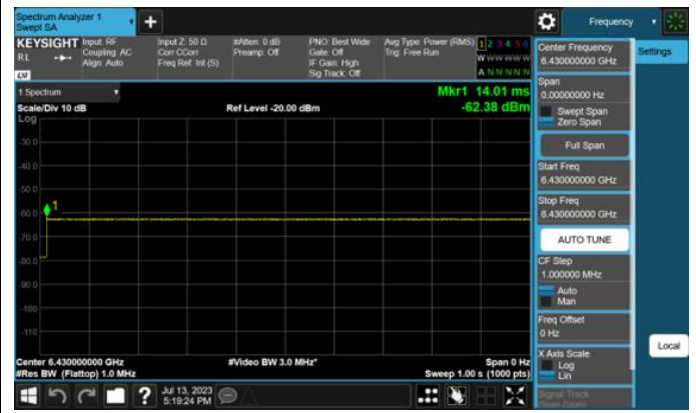 Spectrum Analyzer 1
Swept SA
+
Frequency
KEYSIGHT
RL
LXI
Input: RF
Coupling: AC
Align: Auto
Input Z: 50 Ω
Corr CCorr
Freq Ref: Int (S)
#Atten: 0 dB
Preamp: Off
PNO: Best Wide
Gate: Off
IF Gain: High
Sig Track: Off
Avg Type: Power (RMS)
Trig: Free Run
1 2 3 4 5 6
W W W W W W
A N N N N N
1 Spectrum
Scale/Div 10 dB
Log
Ref Level -20.00 dBm
Mkr1 14.01 ms
-62.38 dBm
-30.0
-40.0
-50.0
-60.0
-70.0
-80.0
-90.0
-100
-110
1
Center 6.430000000 GHz
#Res BW (Flattop) 1.0 MHz
#Video BW 3.0 MHz*
Span 0 Hz
Sweep 1.00 s (1000 pts)
Center Frequency
6.430000000 GHz
Span
0.00000000 Hz
Swept Span
Zero Span
Full Span
Start Freq
6.430000000 GHz
Stop Freq
6.430000000 GHz
AUTO TUNE
CF Step
1.000000 MHz
Auto
Man
Freq Offset
0 Hz
X Axis Scale
Log
Lin
Signal Track
(Span Zoom)
Settings
Local
?
Jul 13, 2023
5:19:24 PM